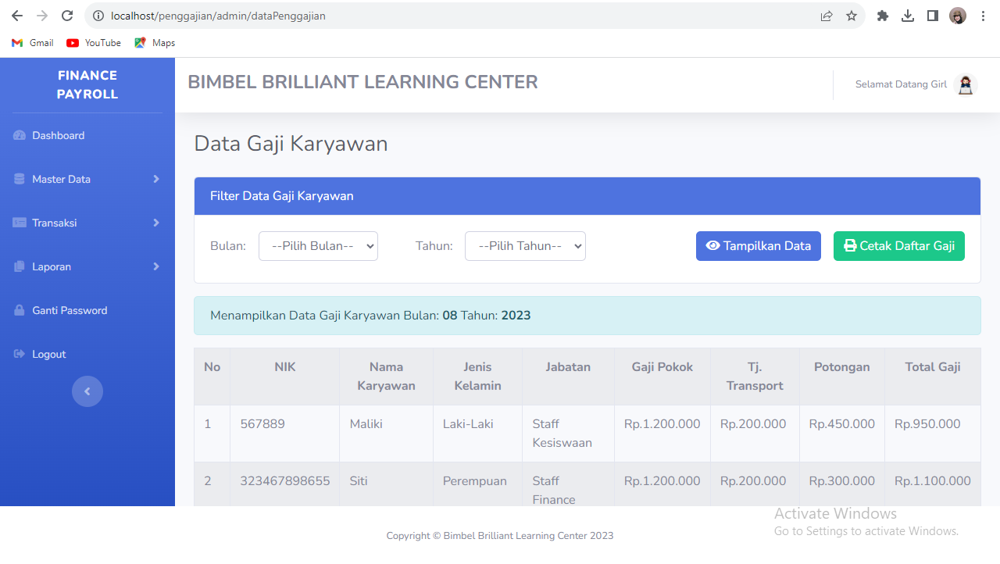 localhost/penggajian/admin/dataPenggajian
Gmail YouTube Maps
FINANCE
PAYROLL
BIMBEL BRILLIANT LEARNING CENTER
Selamat Datang Girl
Dashboard
Master Data
Transaksi
Laporan
Ganti Password
Logout
Data Gaji Karyawan
Filter Data Gaji Karyawan
Bulan: --Pilih Bulan-- Tahun: --Pilih Tahun-- Tampilkan Data Cetak Daftar Gaji
Menampilkan Data Gaji Karyawan Bulan: 08 Tahun: 2023
No NIK Nama Karyawan Jenis Kelamin Jabatan Gaji Pokok Tj. Transport Potongan Total Gaji
1 567889 Maliki Laki-Laki Staff Kesiswaan Rp.1.200.000 Rp.200.000 Rp.450.000 Rp.950.000
2 323467898655 Siti Perempuan Staff Finance Rp.1.200.000 Rp.200.000 Rp.300.000 Rp.1.100.000
Activate Windows
Go to Settings to activate Windows.
Copyright © Bimbel Brilliant Learning Center 2023